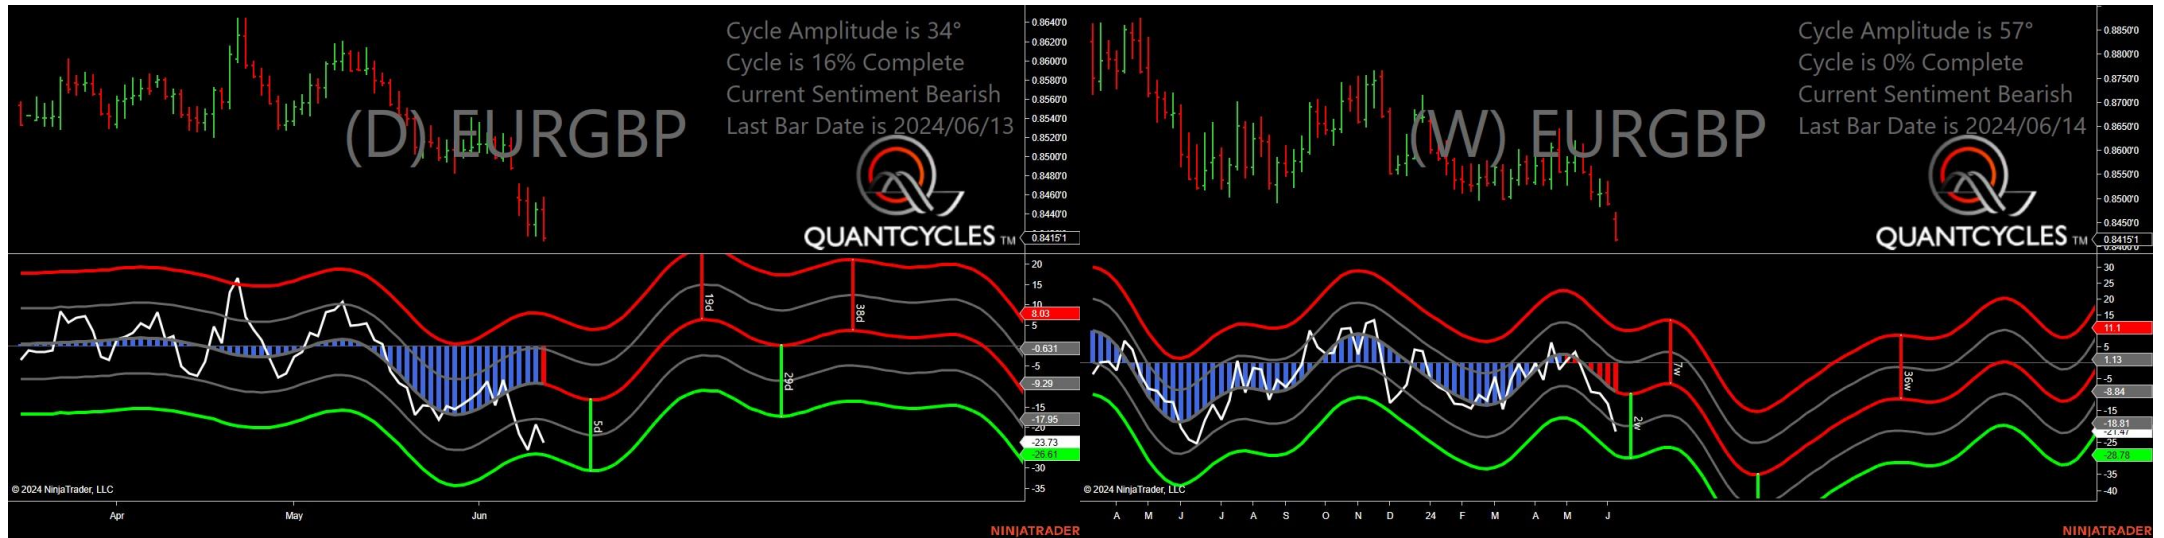 Cycle Amplitude is 34°
Cycle is 16% Complete
Current Sentiment Bearish
Last Bar Date is 2024/06/13
(D) EURGBP
QUANTCYCLES TM
0.8640'0
0.8620'0
0.8600'0
0.8580'0
0.8560'0
0.8540'0
0.8520'0
0.8500'0
0.8480'0
0.8460'0
0.8440'0
0.8415'1
20
15
10
8.03
5
-0.631
-5
-9.29
-15
-17.95
-20
-23.73
-26.61
-30
-35
19d
38d
29d
5d
© 2024 NinjaTrader, LLC
Apr May Jun
NINJATRADER
Cycle Amplitude is 57°
Cycle is 0% Complete
Current Sentiment Bearish
Last Bar Date is 2024/06/14
(W) EURGBP
QUANTCYCLES TM
0.8850'0
0.8800'0
0.8750'0
0.8700'0
0.8650'0
0.8600'0
0.8550'0
0.8500'0
0.8450'0
0.8415'1
30
25
20
15
11.1
5
1.13
-5
-8.84
-15
-18.81
-21.47
-25
-28.78
-35
-40
7w
36w
2w
© 2024 NinjaTrader, LLC
A M J J A S O N D 24 F M A M J
NINJATRADER